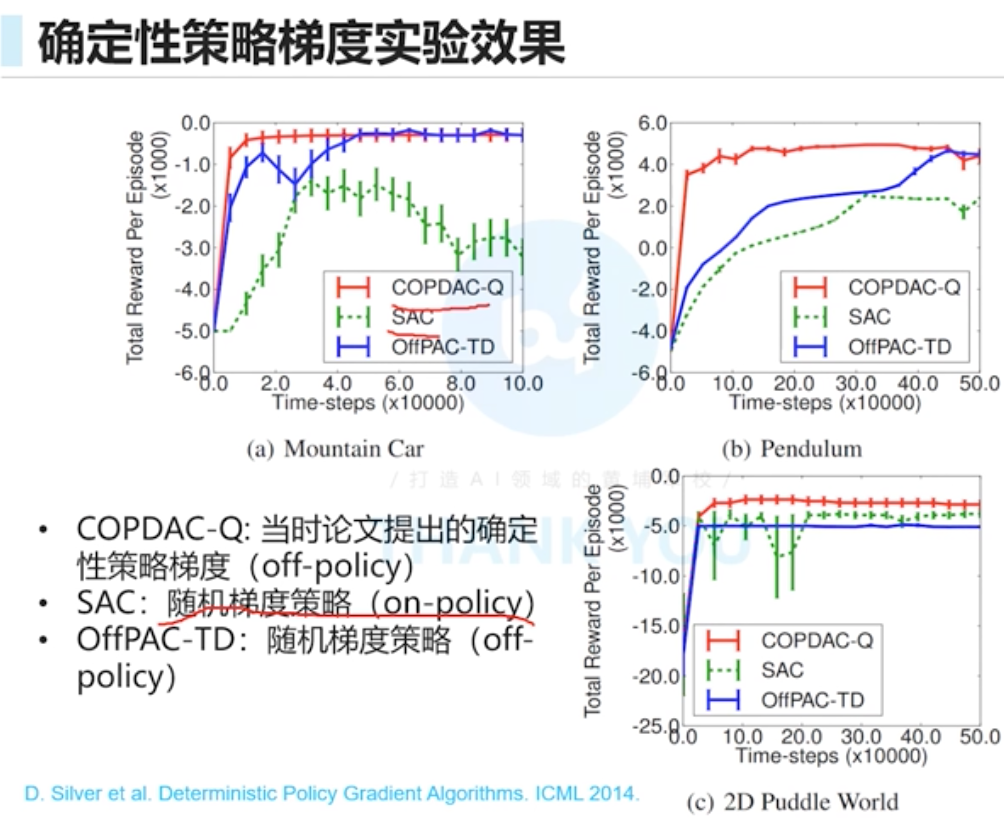 确定性策略梯度实验效果
Total Reward Per Episode
(x1000)
0.0
-1.0
-2.0
-3.0
-4.0
-5.0
-6.0
COPDAC-Q
SAC
OffPAC-TD
0.0 2.0 4.0 6.0 8.0 10.0
Time-steps (x10000)
(a) Mountain Car
Total Reward Per Episode
(x1000)
6.0
4.0
2.0
0.0
-2.0
-4.0
-6.0
COPDAC-Q
SAC
OffPAC-TD
0.0 10.0 20.0 30.0 40.0 50.0
Time-steps (x10000)
(b) Pendulum
/ 打造AI领域的黄埔军校 /
THANK YOU
• COPDAC-Q: 当时论文提出的确定
性策略梯度（off-policy）
• SAC：随机梯度策略（on-policy）
• OffPAC-TD：随机梯度策略（off-
policy）
Total Reward Per Episode
(x1000)
0.0
-5.0
-10.0
-15.0
-20.0
-25.0
COPDAC-Q
SAC
OffPAC-TD
0.0 10.0 20.0 30.0 40.0 50.0
Time-steps (x10000)
(c) 2D Puddle World
D. Silver et al. Deterministic Policy Gradient Algorithms. ICML 2014.